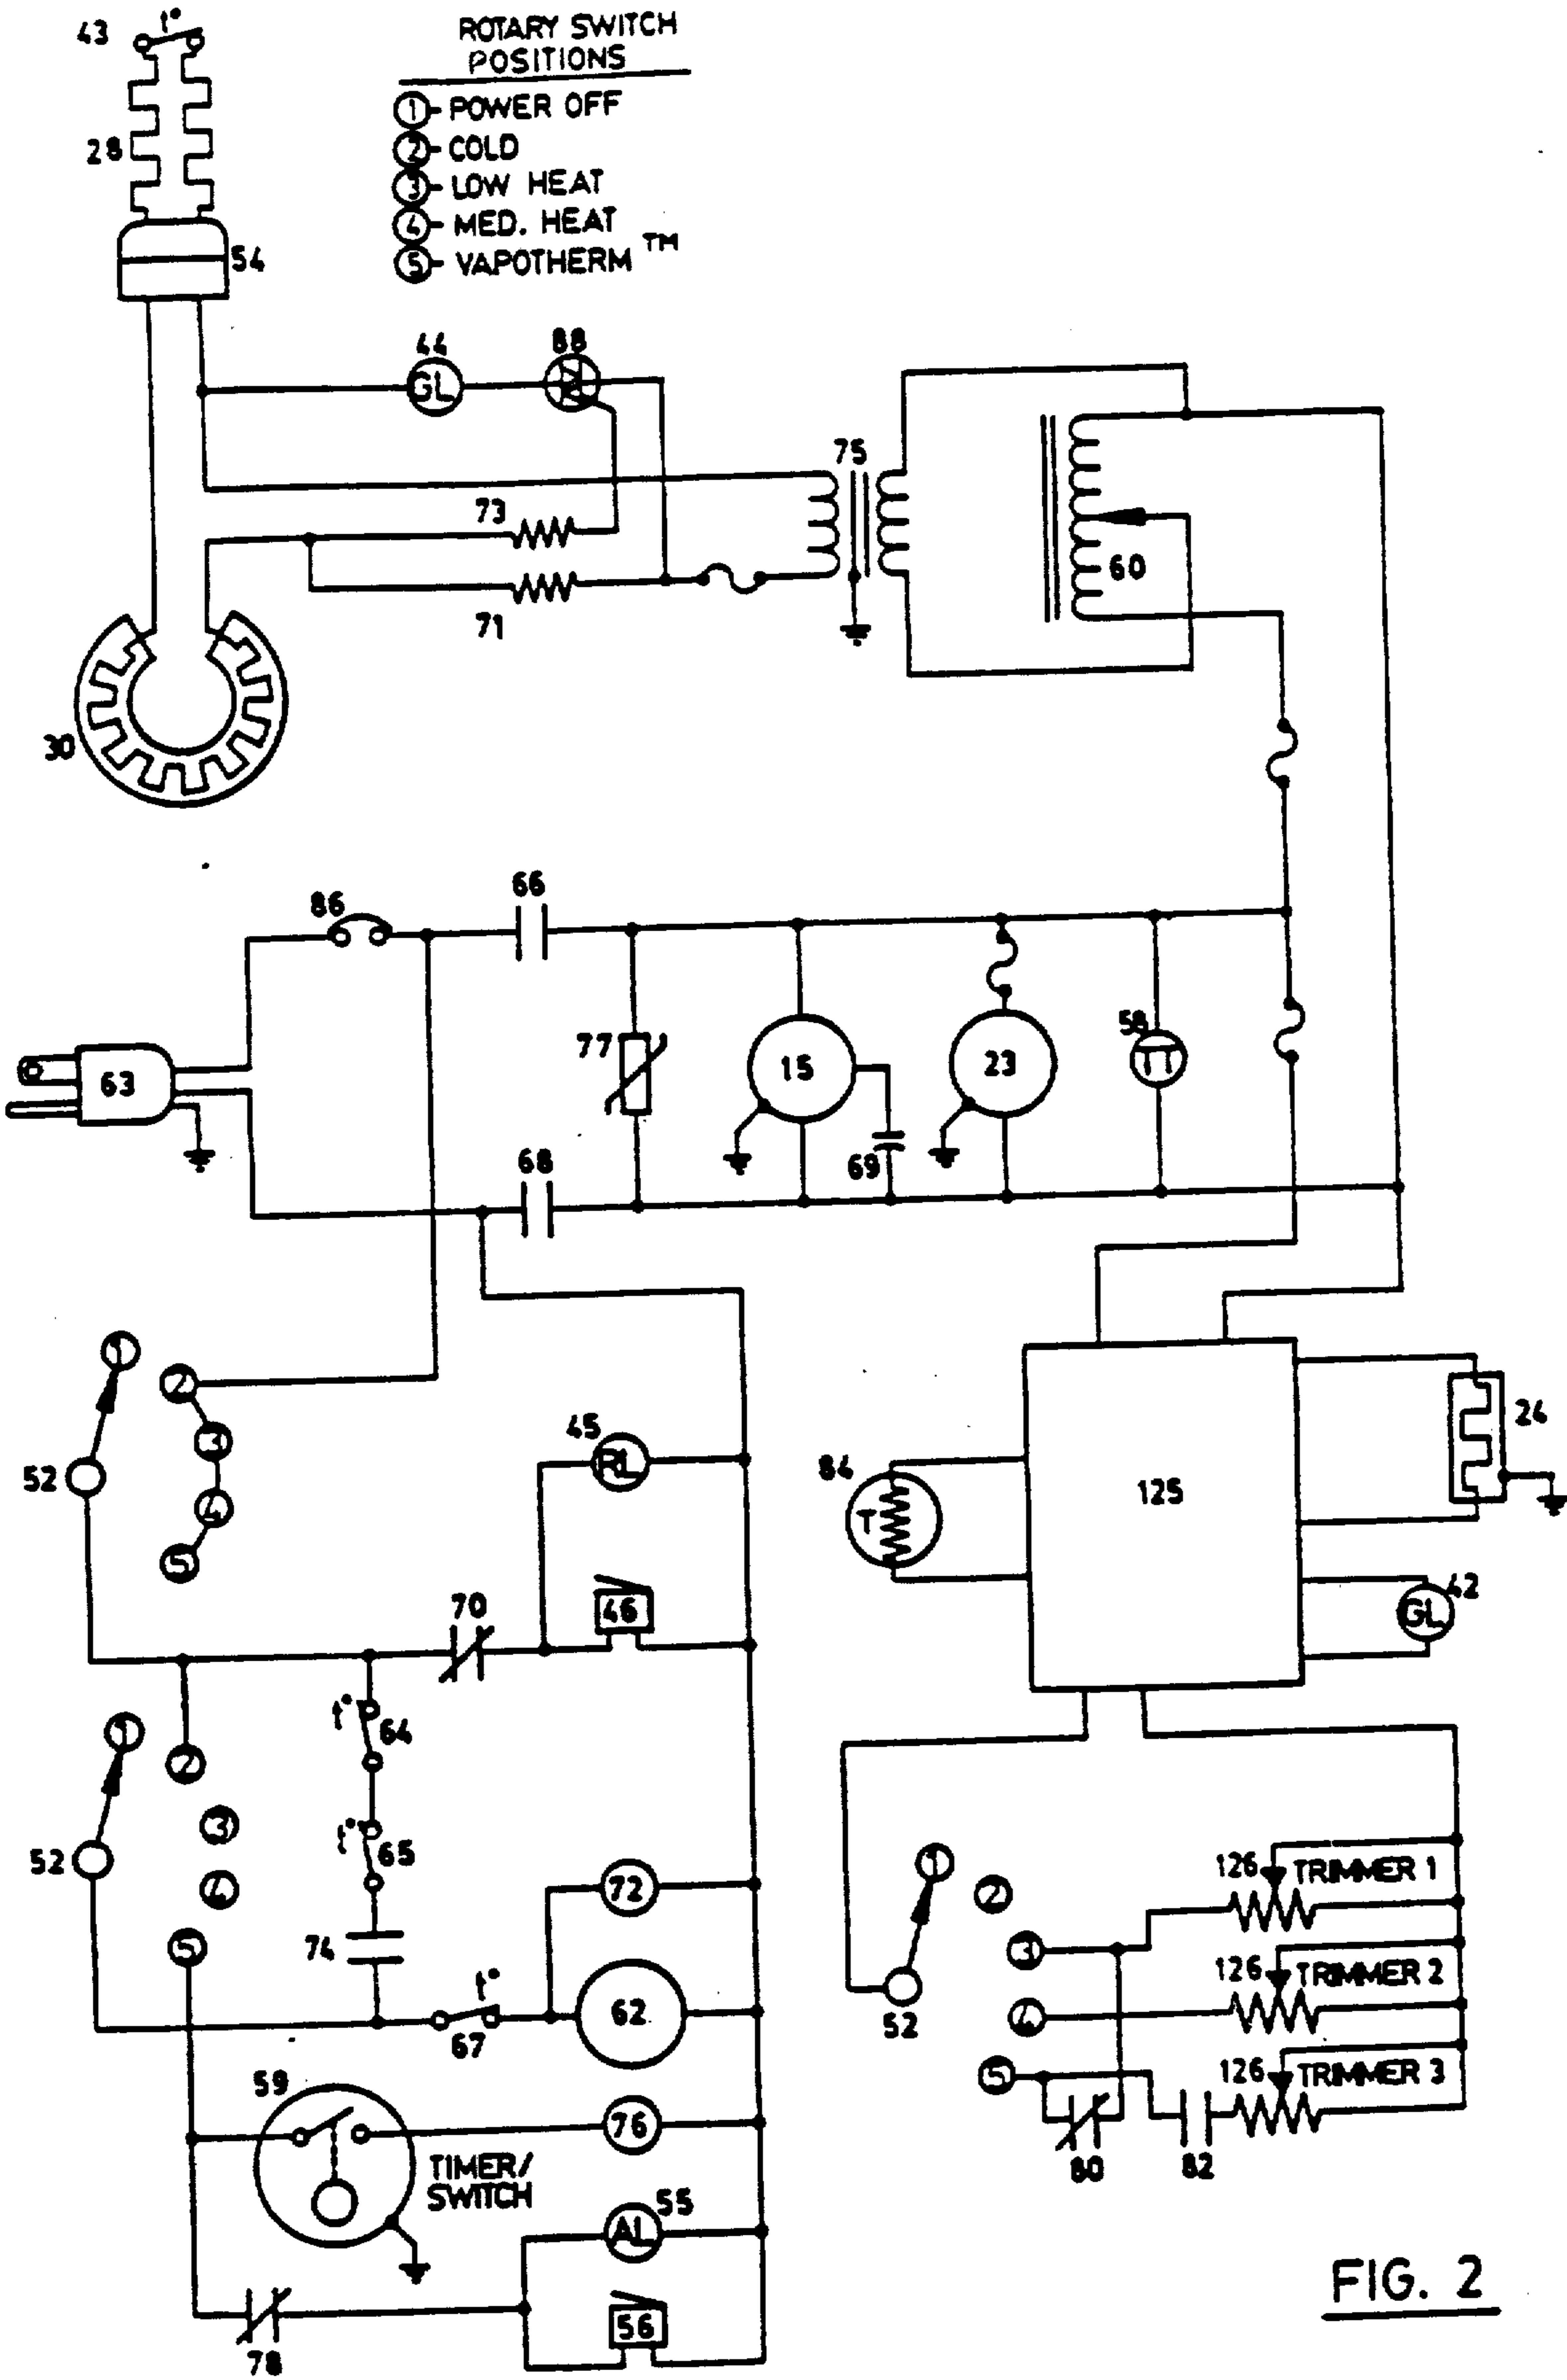 ROTARY SWITCH
POSITIONS
① - POWER OFF
② - COLD
③ - LOW HEAT
④ - MED. HEAT
⑤ - VAPOTHERM TM
43
t°
28
54
44
GL
88
75
73
71
60
30
86
66
63
77
15
69
23
58
TT
68
1
2
3
4
5
52
45
RL
46
70
t°
64
t°
65
74
1
2
3
4
5
52
72
62
t°
67
59
TIMER/
SWITCH
76
55
AL
56
78
84
T
125
24
42
GL
1
2
3
4
5
52
126 TRIMMER 1
126 TRIMMER 2
126 TRIMMER 3
80
82
FIG. 2